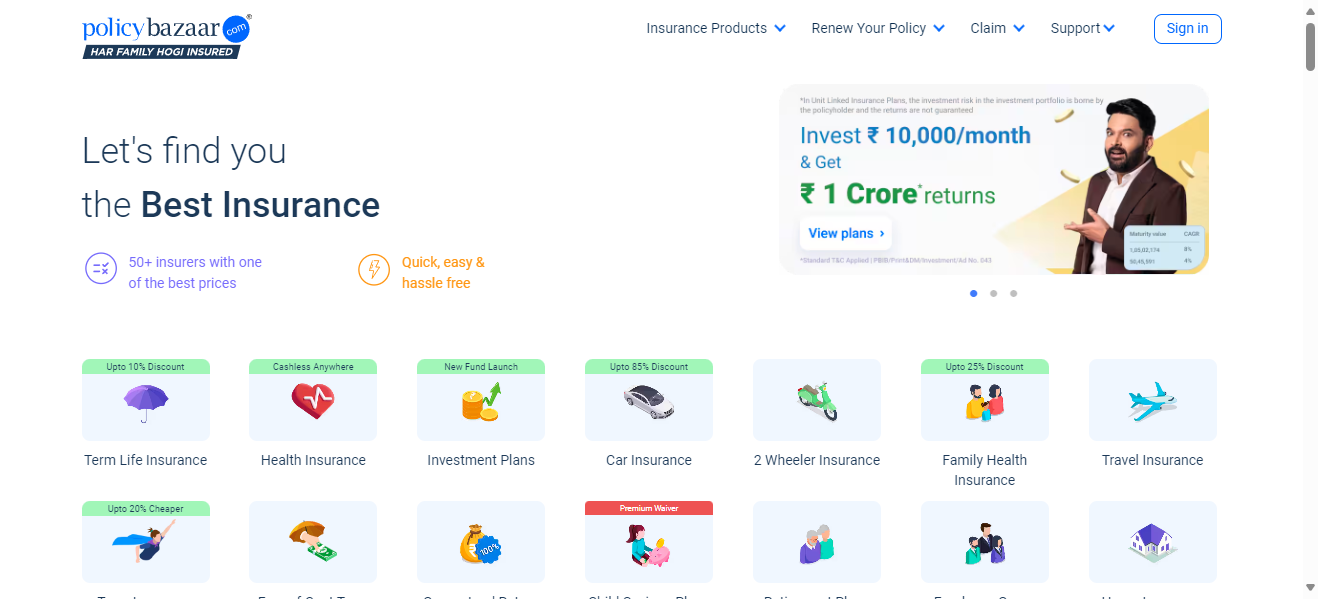 policybazaar.com®
HAR FAMILY HOGI INSURED
Insurance Products
Renew Your Policy
Claim
Support
Sign in
*In Unit Linked Insurance Plans, the investment risk in the investment portfolio is borne by
the policyholder and the returns are not guaranteed
Invest ₹ 10,000/month
& Get
₹ 1 Crore* returns
View plans ›
*Standard T&C Applied | PBIB/Print&DM/Investment/Ad No. 043
Maturity value CAGR
1,05,02,174 8%
50,45,591 4%
Let's find you
the Best Insurance
50+ insurers with one
of the best prices
Quick, easy &
hassle free
Upto 10% Discount
Term Life Insurance
Cashless Anywhere
Health Insurance
New Fund Launch
Investment Plans
Upto 85% Discount
Car Insurance
2 Wheeler Insurance
Upto 25% Discount
Family Health
Insurance
Travel Insurance
Upto 20% Cheaper
₹ 100%
Premium Waiver